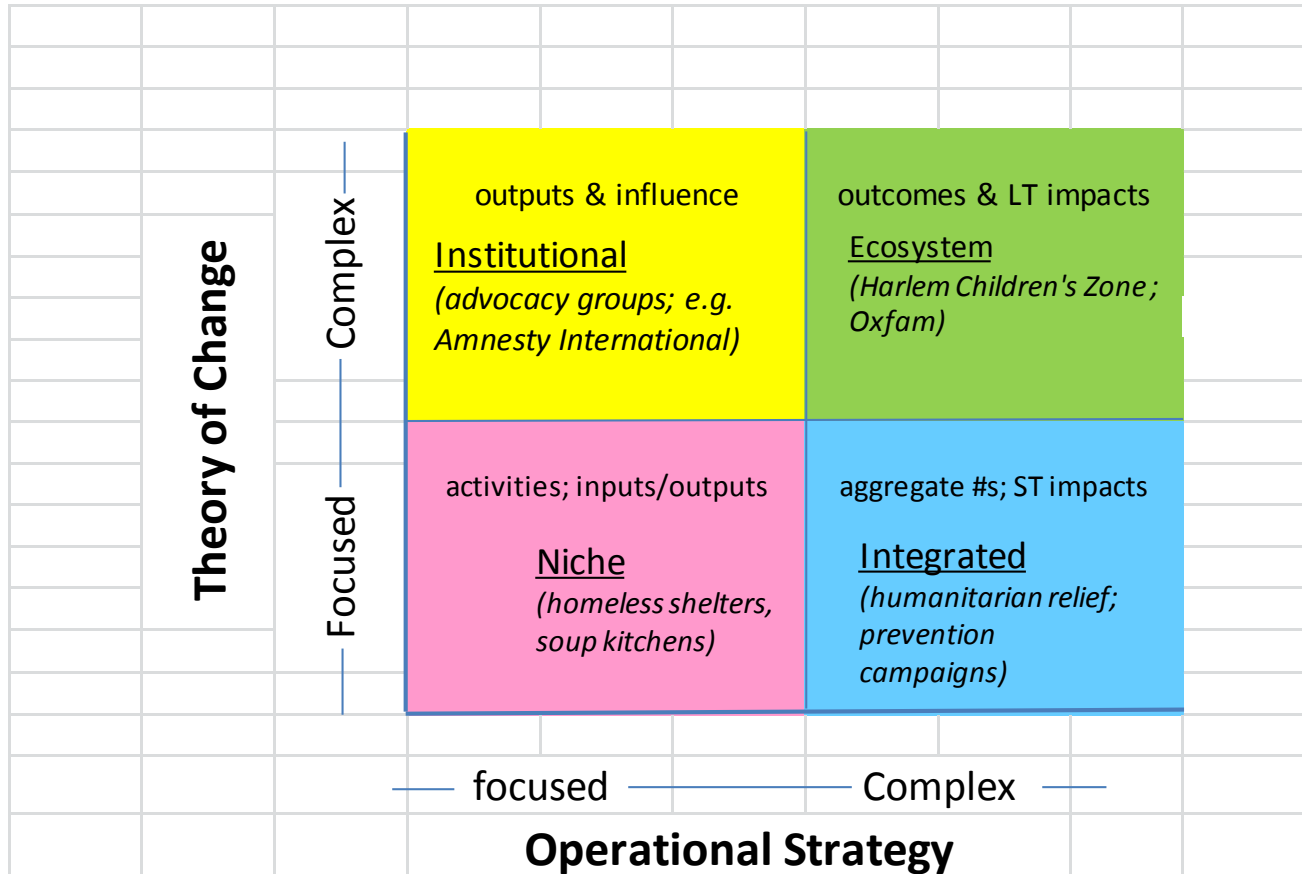 Theory of Change
Complex
Focused
outputs & influence
Institutional
(advocacy groups; e.g.
Amnesty International)
outcomes & LT impacts
Ecosystem
(Harlem Children's Zone ;
Oxfam)
activities; inputs/outputs
Niche
(homeless shelters,
soup kitchens)
aggregate #s; ST impacts
Integrated
(humanitarian relief;
prevention
campaigns)
focused
Complex
Operational Strategy